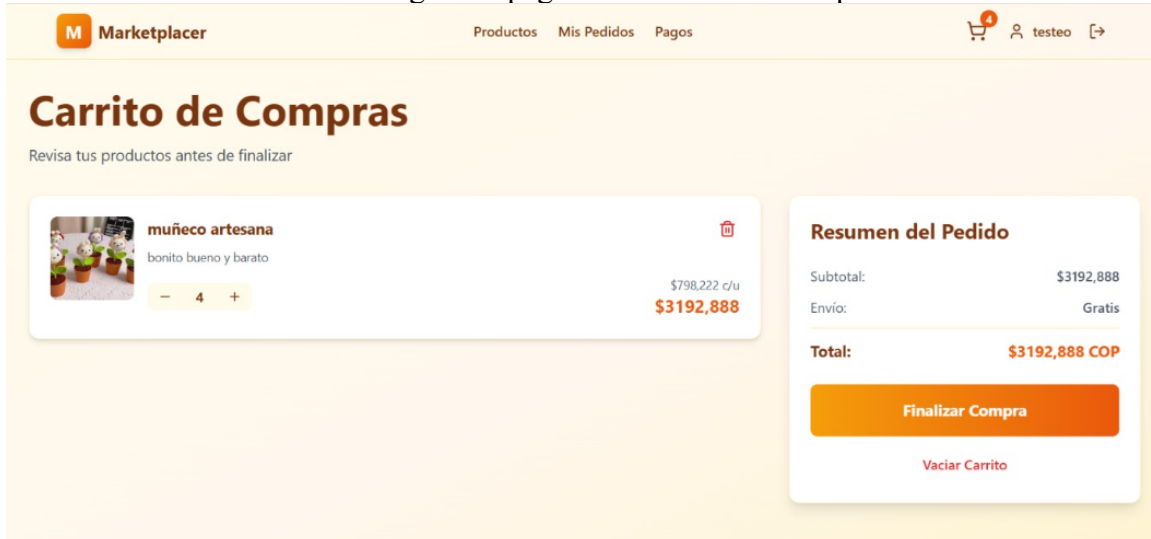 M Marketplacer
Productos Mis Pedidos Pagos
4
testeo
Carrito de Compras
Revisa tus productos antes de finalizar
muñeco artesana
bonito bueno y barato
− 4 +
$798,222 c/u
$3192,888
Resumen del Pedido
Subtotal: $3192,888
Envío: Gratis
Total: $3192,888 COP
Finalizar Compra
Vaciar Carrito